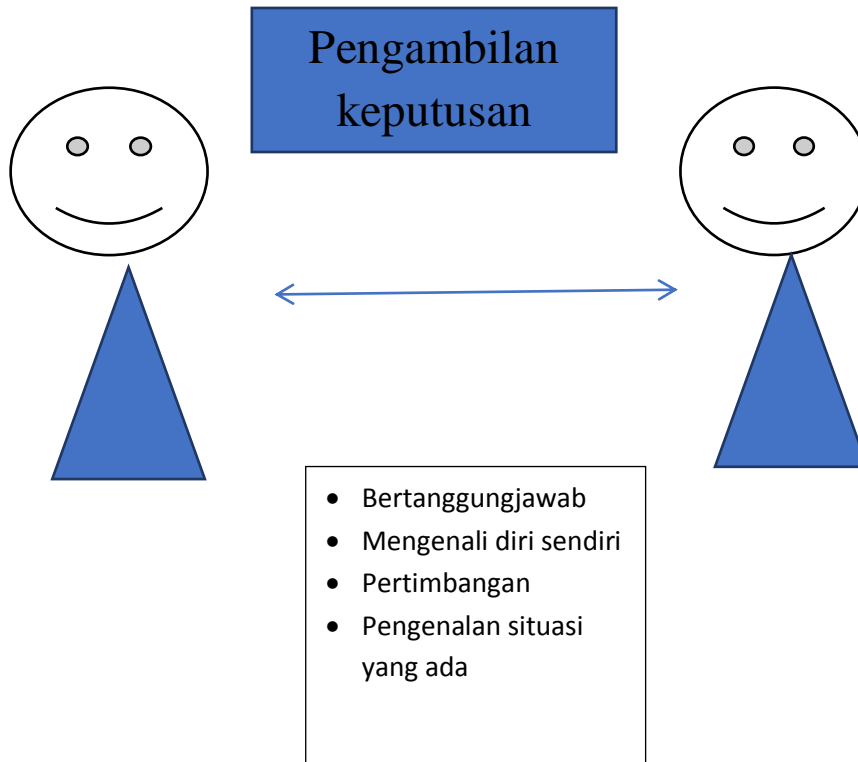 Pengambilan
keputusan
• Bertanggungjawab
• Mengenali diri sendiri
• Pertimbangan
• Pengenalan situasi
yang ada